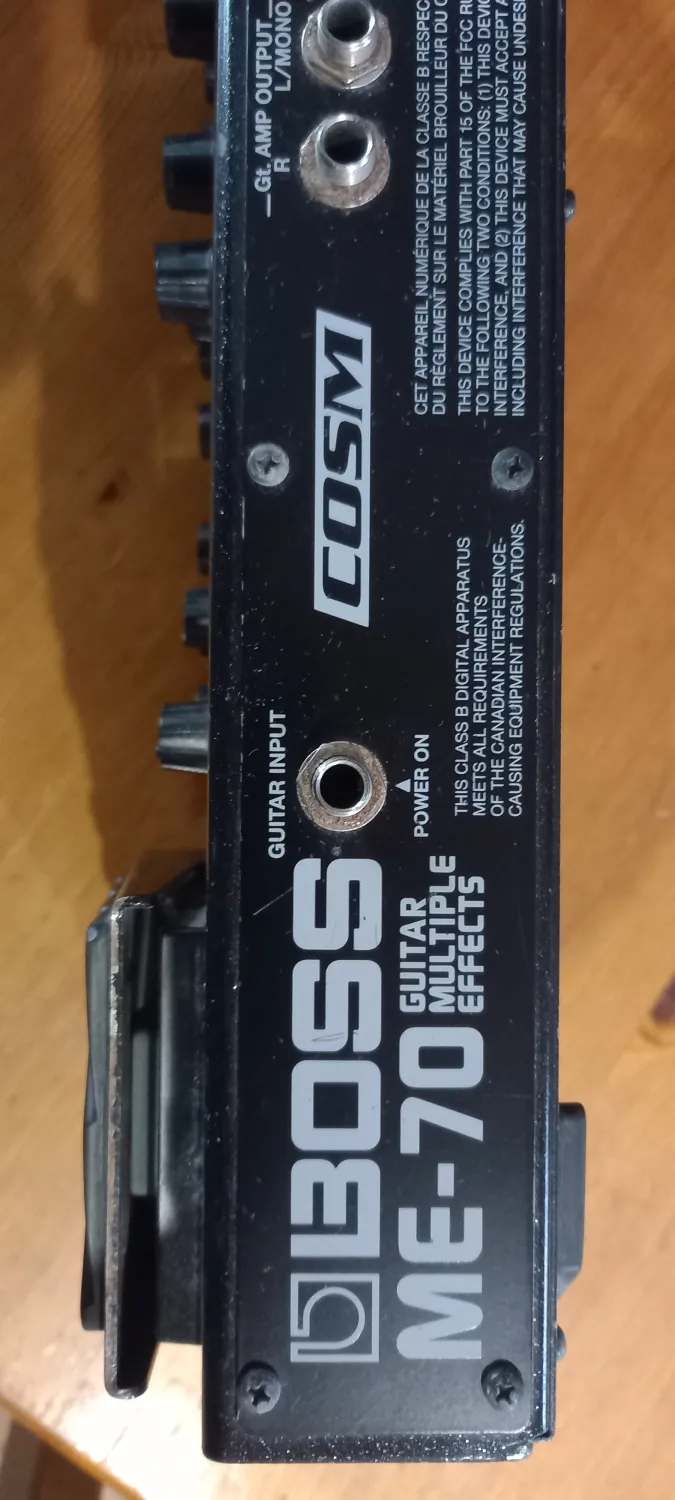 BOSS
ME-70
GUITAR
MULTIPLE
EFFECTS
GUITAR INPUT
POWER ON
COSM
THIS CLASS B DIGITAL APPARATUS
MEETS ALL REQUIREMENTS
OF THE CANADIAN INTERFERENCE-
CAUSING EQUIPMENT REGULATIONS.
Gt. AMP OUTPUT
R L/MONO
CET APPAREIL NUMÉRIQUE DE LA CLASSE B RESPEC
DU RÈGLEMENT SUR LE MATÉRIEL BROUILLEUR DU
THIS DEVICE COMPLIES WITH PART 15 OF THE FCC RU
TO THE FOLLOWING TWO CONDITIONS: (1) THIS DEVIC
INTERFERENCE, AND (2) THIS DEVICE MUST ACCEPT
INCLUDING INTERFERENCE THAT MAY CAUSE UNDESI